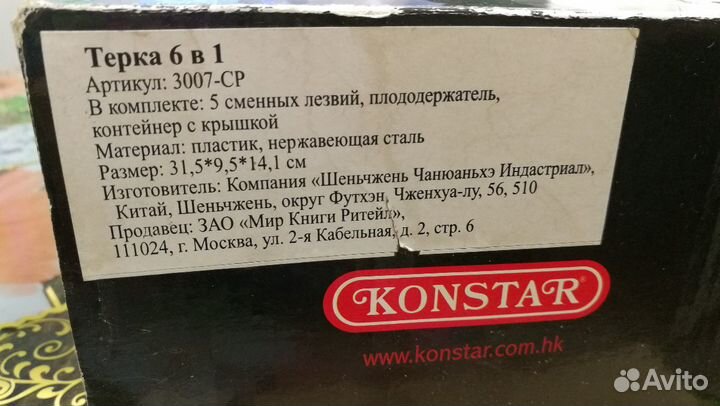 Терка 6 в 1
Артикул: 3007-СР
В комплекте: 5 сменных лезвий, плододержатель,
контейнер с крышкой
Материал: пластик, нержавеющая сталь
Размер: 31,5*9,5*14,1 см
Изготовитель: Компания «Шеньчжень Чанюаньхэ Индастриал»,
Китай, Шеньчжень, округ Футхэн, Чженхуа-лу, 56, 510
Продавец: ЗАО «Мир Книги Ритейл»,
111024, г. Москва, ул. 2-я Кабельная, д. 2, стр. 6
KONSTAR®
www.konstar.com.hk
Avito